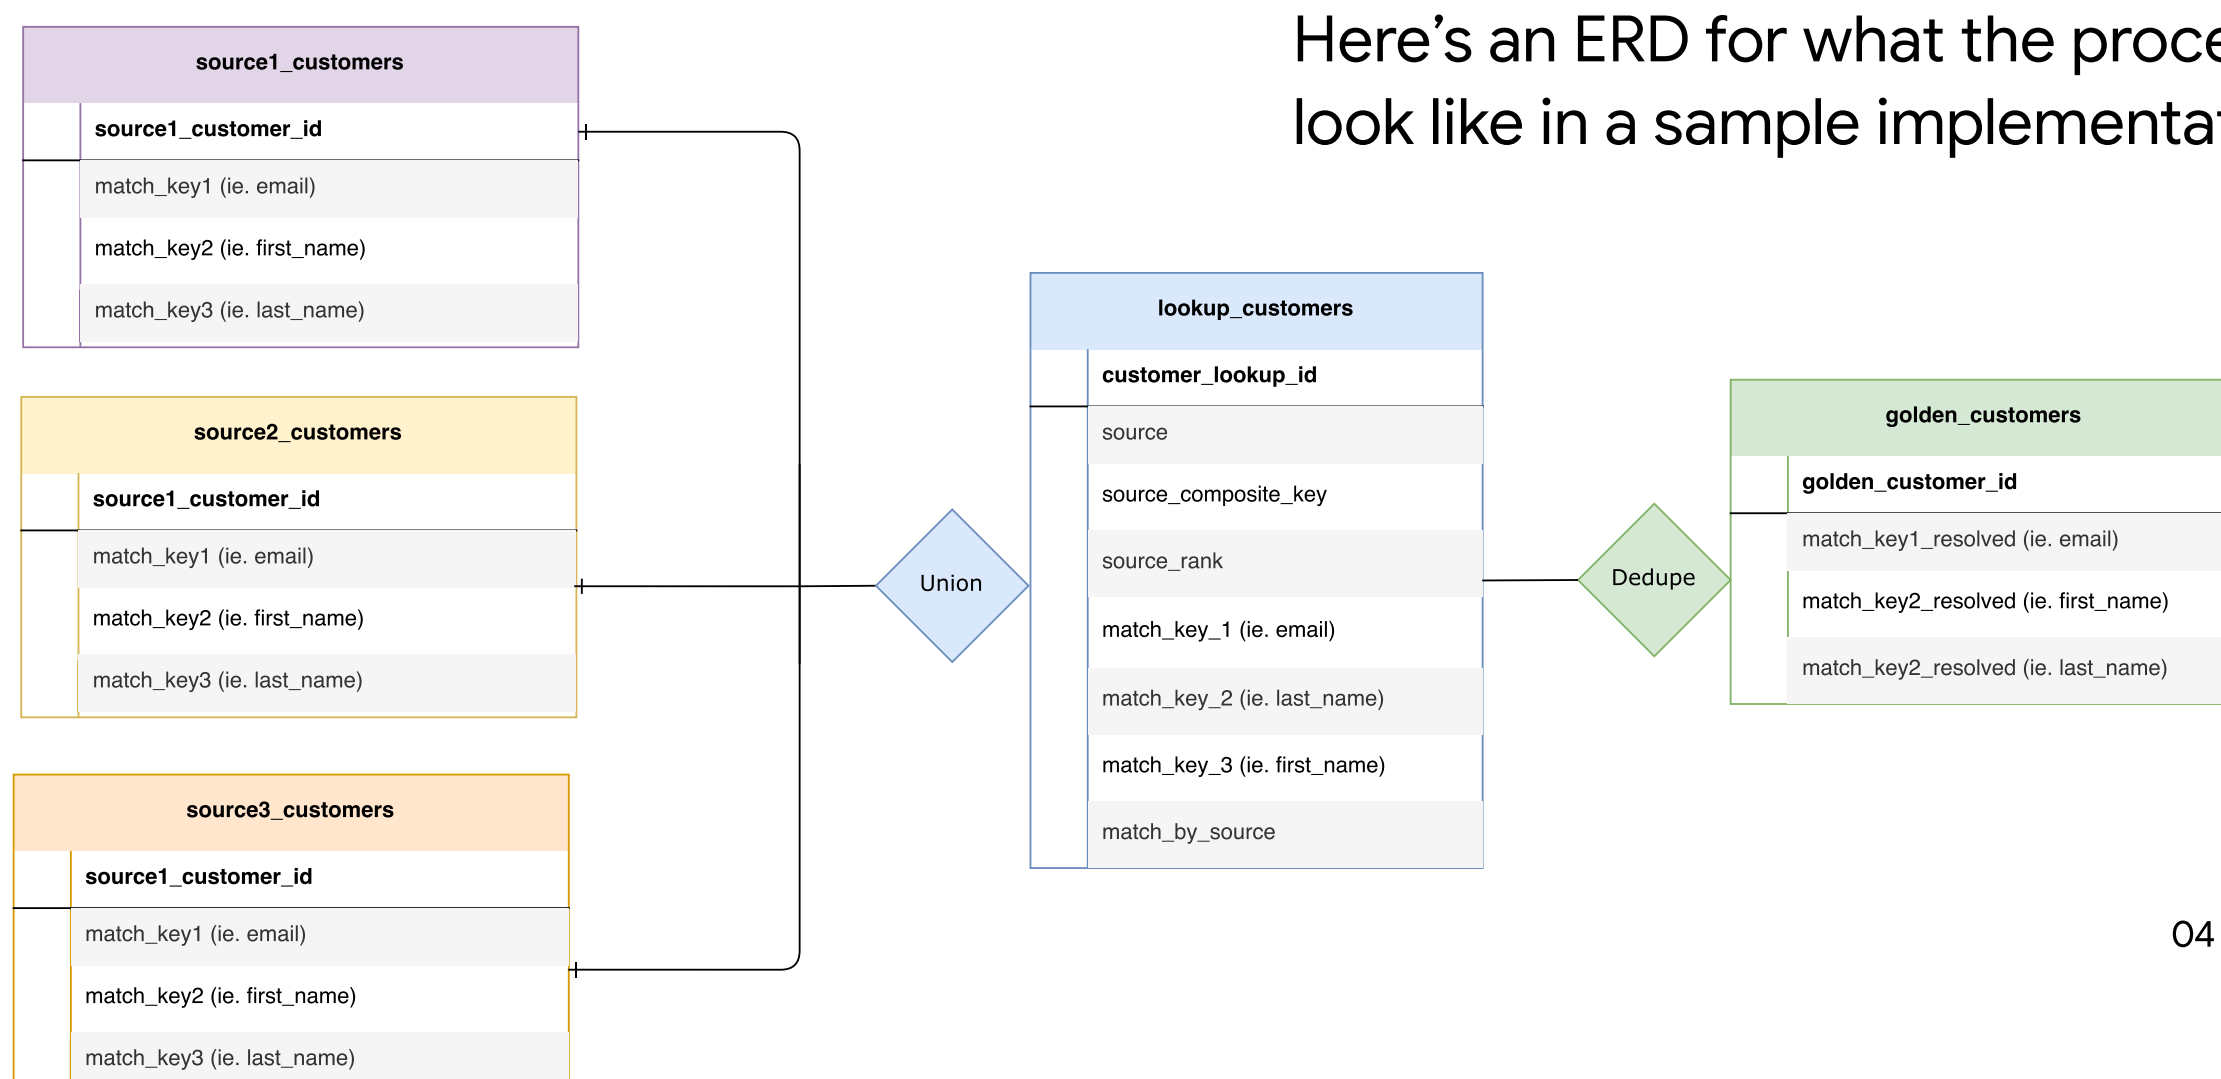 Here’s an ERD for what the proce
look like in a sample implementa
source1_customers
source1_customer_id
match_key1 (ie. email)
match_key2 (ie. first_name)
match_key3 (ie. last_name)
source2_customers
source1_customer_id
match_key1 (ie. email)
match_key2 (ie. first_name)
match_key3 (ie. last_name)
source3_customers
source1_customer_id
match_key1 (ie. email)
match_key2 (ie. first_name)
match_key3 (ie. last_name)
Union
lookup_customers
customer_lookup_id
source
source_composite_key
source_rank
match_key_1 (ie. email)
match_key_2 (ie. last_name)
match_key_3 (ie. first_name)
match_by_source
Dedupe
golden_customers
golden_customer_id
match_key1_resolved (ie. email)
match_key2_resolved (ie. first_name)
match_key2_resolved (ie. last_name)
04